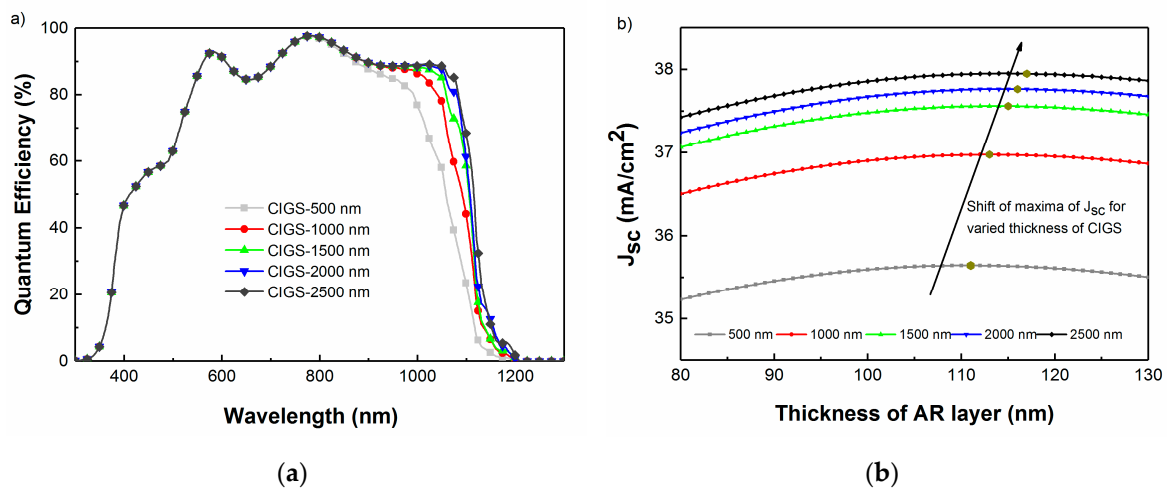 a)
100
80
60
40
20
0
Quantum Efficiency (%)
CIGS-500 nm
CIGS-1000 nm
CIGS-1500 nm
CIGS-2000 nm
CIGS-2500 nm
400 600 800 1000 1200
Wavelength (nm)
(a)
b)
38
37
36
35
JSC (mA/cm2)
Shift of maxima of JSC for
varied thickness of CIGS
500 nm 1000 nm 1500 nm 2000 nm 2500 nm
80 90 100 110 120 130
Thickness of AR layer (nm)
(b)